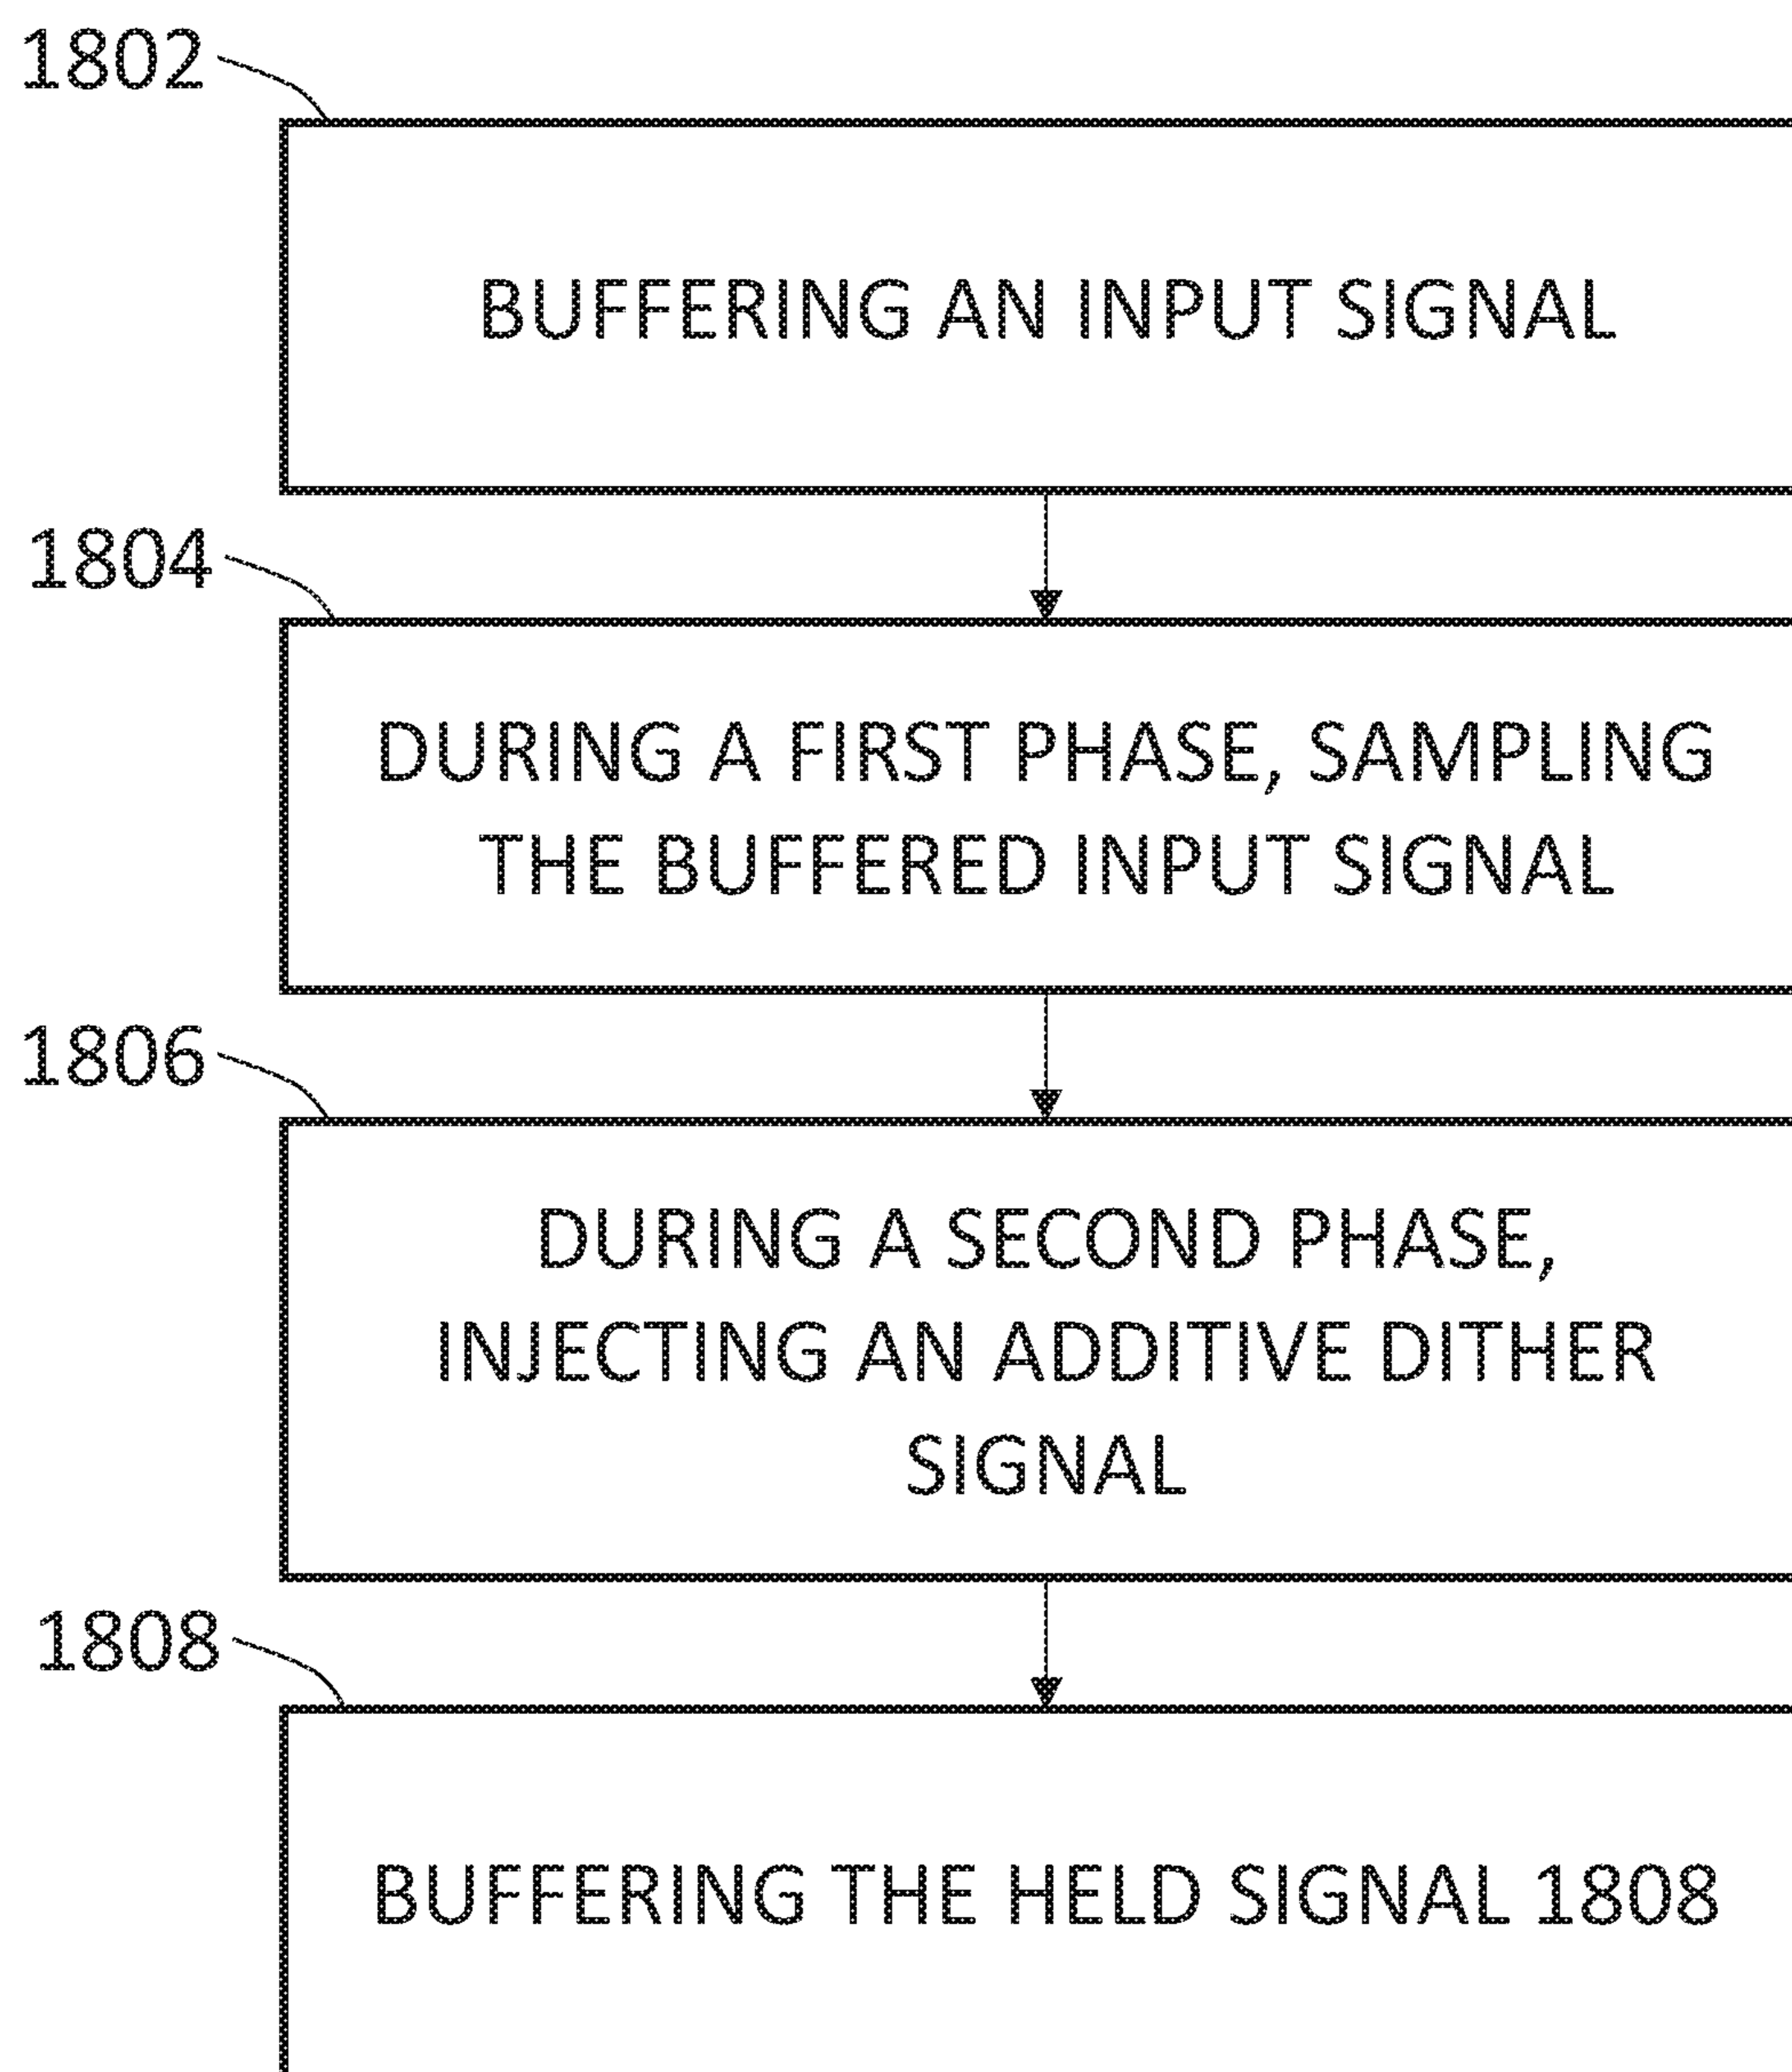 1802
BUFFERING AN INPUT SIGNAL
1804
DURING A FIRST PHASE, SAMPLING
THE BUFFERED INPUT SIGNAL
1806
DURING A SECOND PHASE,
INJECTING AN ADDITIVE DITHER
SIGNAL
1808
BUFFERING THE HELD SIGNAL 1808